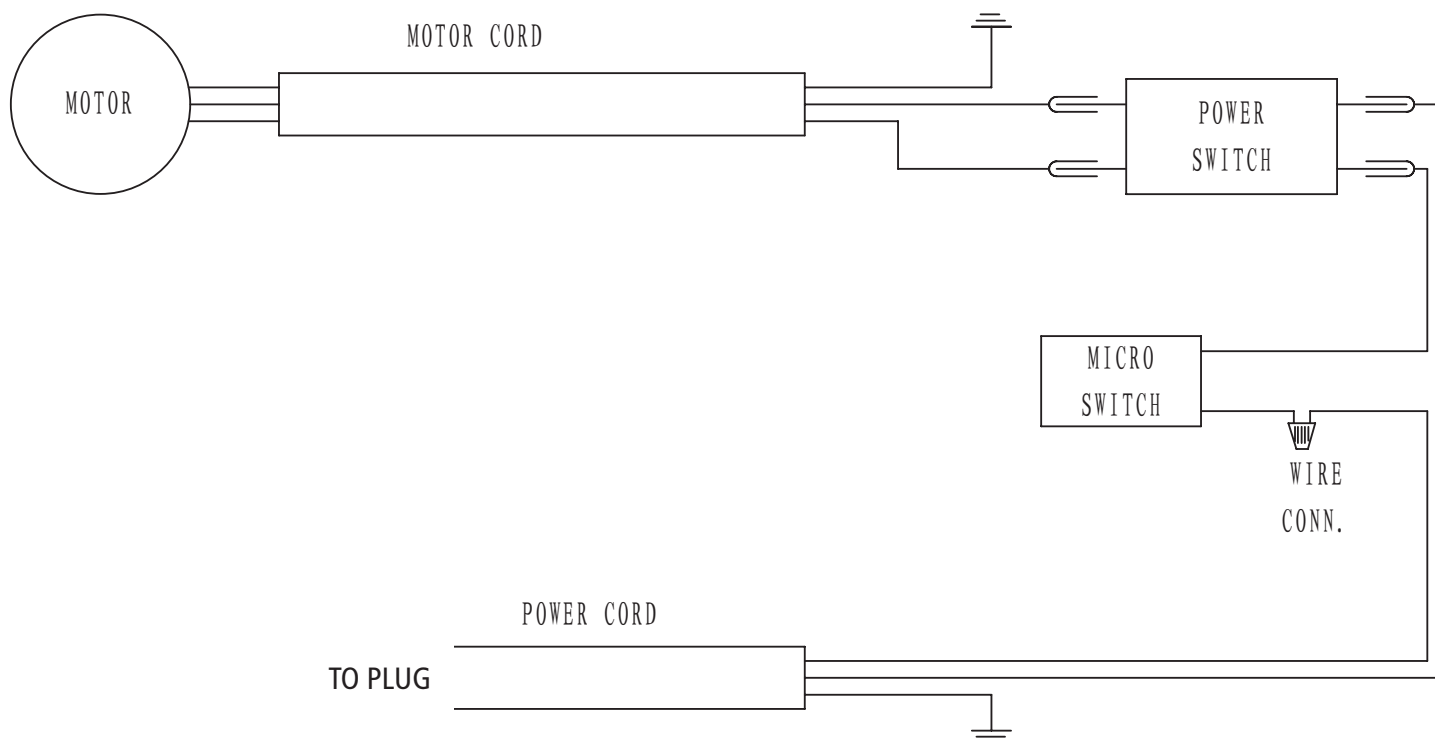 MOTOR CORD
MOTOR
POWER
SWITCH
MICRO
SWITCH
WIRE
CONN.
POWER CORD
TO PLUG